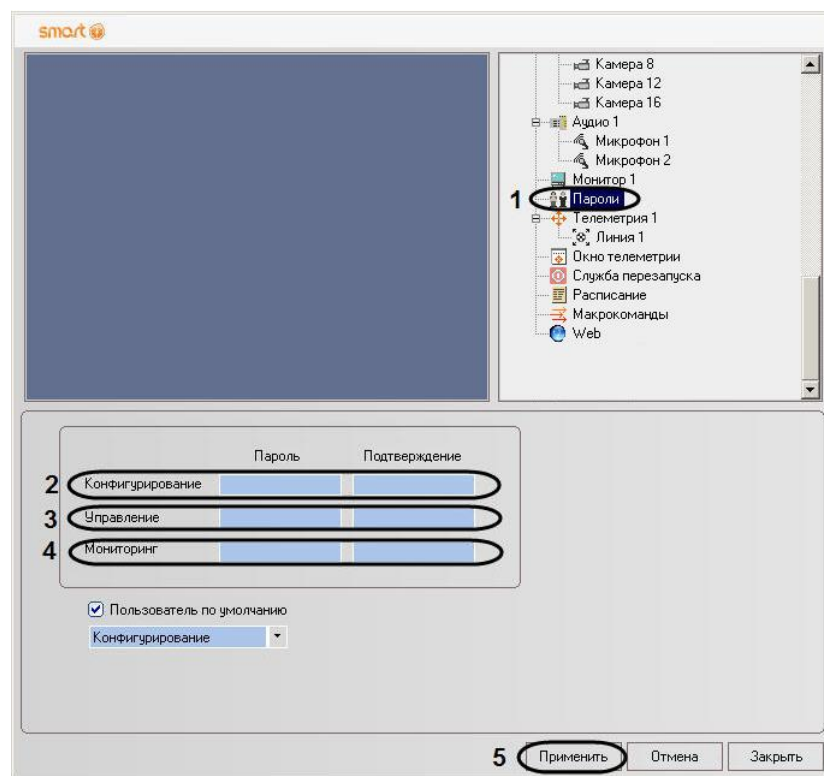 smart
Камера 8
Камера 12
Камера 16
Аудио 1
Микрофон 1
Микрофон 2
Монитор 1
1 Пароли
Телеметрия 1
Линия 1
Окно телеметрии
Служба перезапуска
Расписание
Макрокоманды
Web
Пароль Подтверждение
2 Конфигурирование
3 Управление
4 Мониторинг
Пользователь по умолчанию
Конфигурирование
5 Применить Отмена Закрыть